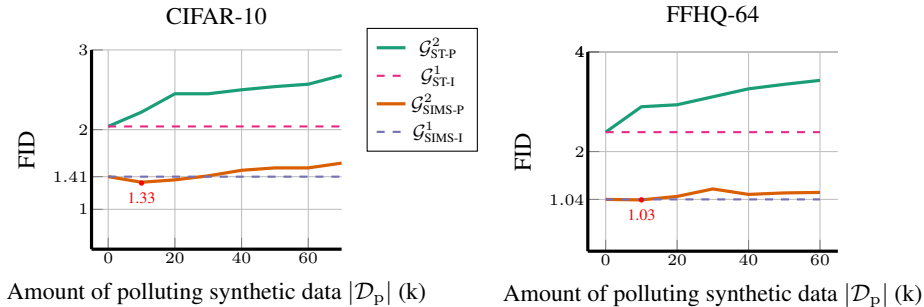 CIFAR-10
3
2
1.41
1
FID
1.33
0
20
40
60
Amount of polluting synthetic data |𝒟ₚ| (k)
𝒢²ST-P
𝒢¹ST-I
𝒢²SIMS-P
𝒢¹SIMS-I
FFHQ-64
4
2
1.04
FID
1.03
0
20
40
60
Amount of polluting synthetic data |𝒟ₚ| (k)